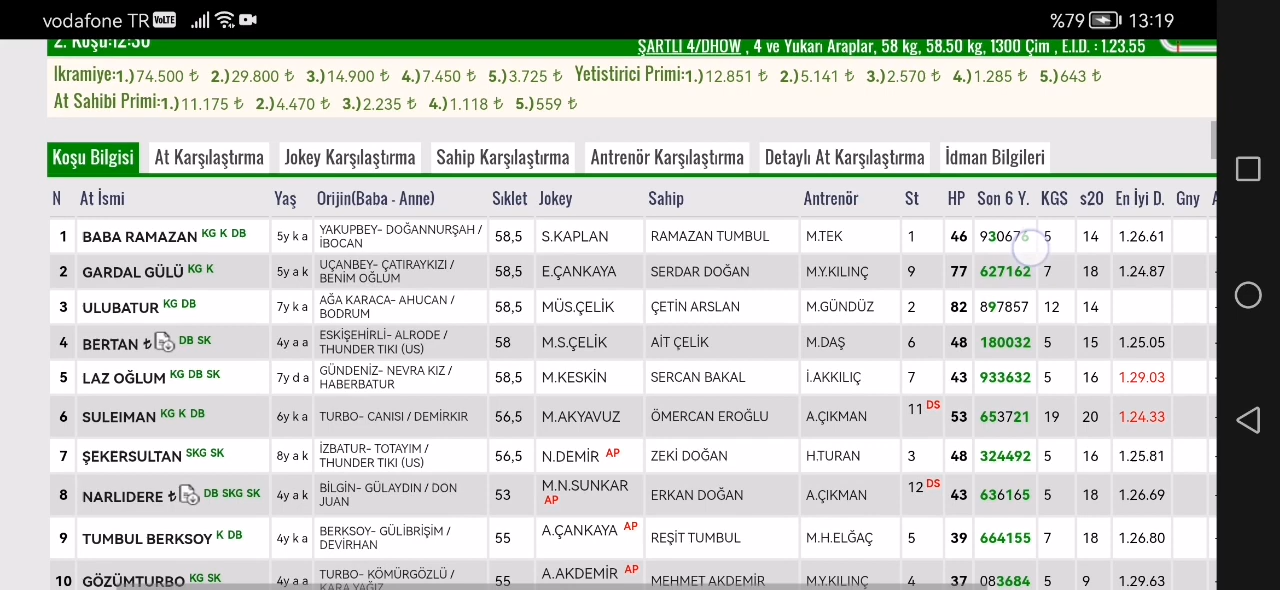 vodafone TR VoLTE %79 13:19
2. Koşu:12:30 ŞARTLI 4/DHÖW , 4 ve Yukarı Araplar, 58 kg, 58.50 kg, 1300 Çim , E.İ.D. : 1.23.55
Ikramiye:1.)74.500 ₺ 2.)29.800 ₺ 3.)14.900 ₺ 4.)7.450 ₺ 5.)3.725 ₺ Yetistirici Primi:1.)12.851 ₺ 2.)5.141 ₺ 3.)2.570 ₺ 4.)1.285 ₺ 5.)643 ₺
At Sahibi Primi:1.)11.175 ₺ 2.)4.470 ₺ 3.)2.235 ₺ 4.)1.118 ₺ 5.)559 ₺
Koşu Bilgisi At Karşılaştırma Jokey Karşılaştırma Sahip Karşılaştırma Antrenör Karşılaştırma Detaylı At Karşılaştırma İdman Bilgileri
N At İsmi Yaş Orijin(Baba - Anne) Sıklet Jokey Sahip Antrenör St HP Son 6 Y. KGS s20 En İyi D. Gny
1 BABA RAMAZAN KG K DB 5y k a YAKUPBEY- DOĞANNURŞAH / İBOCAN 58,5 S.KAPLAN RAMAZAN TUMBUL M.TEK 1 46 930676 5 14 1.26.61
2 GARDAL GÜLÜ KG K 5y a k UÇANBEY- ÇATIRAYKIZI / BENİM OĞLUM 58,5 E.ÇANKAYA SERDAR DOĞAN M.Y.KILINÇ 9 77 627162 7 18 1.24.87
3 ULUBATUR KG DB 7y k a AĞA KARACA- AHUCAN / BODRUM 58,5 MÜS.ÇELİK ÇETİN ARSLAN M.GÜNDÜZ 2 82 897857 12 14
4 BERTAN ₺ DB SK 4y a a ESKİŞEHİRLİ- ALRODE / THUNDER TIKI (US) 58 M.S.ÇELİK AİT ÇELİK M.DAŞ 6 48 180032 5 15 1.25.05
5 LAZ OĞLUM KG DB SK 7y d a GÜNDENİZ- NEVRA KIZ / HABERBATUR 58,5 M.KESKİN SERCAN BAKAL İ.AKKILIÇ 7 43 933632 5 16 1.29.03
6 SULEIMAN KG K DB 6y k a TURBO- CANISI / DEMİRKIR 56,5 M.AKYAVUZ ÖMERCAN EROĞLU A.ÇIKMAN 11 DS 53 653721 19 20 1.24.33
7 ŞEKERSULTAN SKG SK 8y a k İZBATUR- TOTAYIM / THUNDER TIKI (US) 56,5 N.DEMİR AP ZEKİ DOĞAN H.TURAN 3 48 324492 5 16 1.25.81
8 NARLIDERE ₺ DB SKG SK 4y a k BİLGİN- GÜLAYDIN / DON JUAN 53 M.N.SUNKAR AP ERKAN DOĞAN A.ÇIKMAN 12 DS 43 636165 5 18 1.26.69
9 TUMBUL BERKSOY K DB 4y k a BERKSOY- GÜLİBRİŞİM / DEVİRHAN 55 A.ÇANKAYA AP REŞİT TUMBUL M.H.ELĞAÇ 5 39 664155 7 18 1.26.80
10 GÖZÜMTURBO KG SK 4y a a TURBO- KÖMÜRGÖZLÜ / KARA YAĞIZ 55 A.AKDEMİR AP MEHMET AKDEMİR M.Y.KILINÇ 4 37 083684 5 9 1.29.63